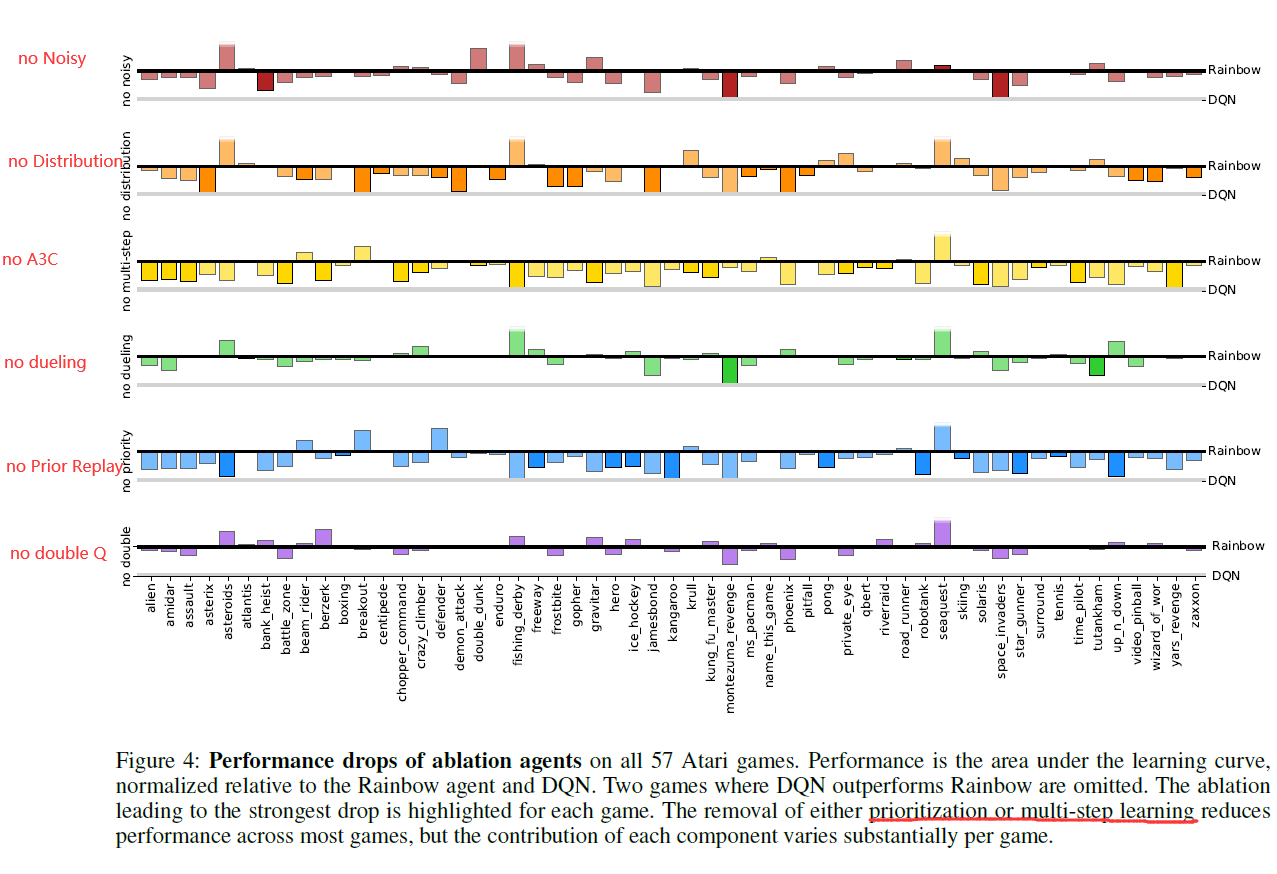 no Noisy
no noisy
Rainbow
DQN
no Distribution
no distribution
Rainbow
DQN
no A3C
no multi-step
Rainbow
DQN
no dueling
no dueling
Rainbow
DQN
no Prior Replay
no priority
Rainbow
DQN
no double Q
no double
Rainbow
DQN
alien
amidar
assault
asterix
asteroids
atlantis
bank_heist
battle_zone
beam_rider
berzerk
boxing
breakout
centipede
chopper_command
crazy_climber
defender
demon_attack
double_dunk
enduro
fishing_derby
freeway
frostbite
gopher
gravitar
hero
ice_hockey
jamesbond
kangaroo
krull
kung_fu_master
montezuma_revenge
ms_pacman
name_this_game
phoenix
pitfall
pong
private_eye
qbert
riverraid
road_runner
robotank
seaquest
skiing
solaris
space_invaders
star_gunner
surround
tennis
time_pilot
tutankham
up_n_down
video_pinball
wizard_of_wor
yars_revenge
zaxxon
Figure 4: Performance drops of ablation agents on all 57 Atari games. Performance is the area under the learning curve,
normalized relative to the Rainbow agent and DQN. Two games where DQN outperforms Rainbow are omitted. The ablation
leading to the strongest drop is highlighted for each game. The removal of either prioritization or multi-step learning reduces
performance across most games, but the contribution of each component varies substantially per game.